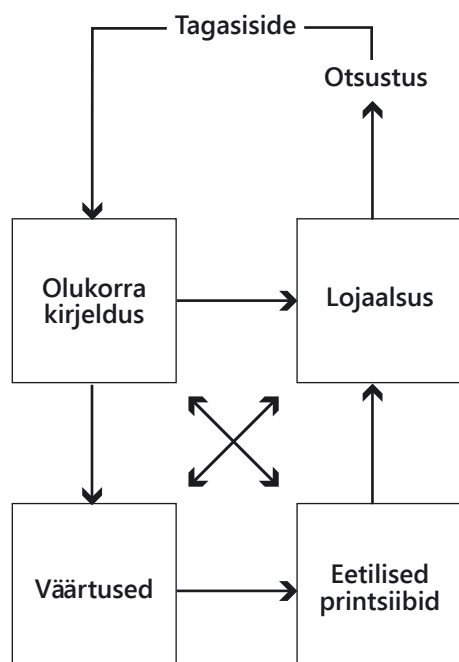 Tagasiside
Otsustus
Olukorra
kirjeldus
Lojaalsus
Väärtused
Eetilised
printsiibid